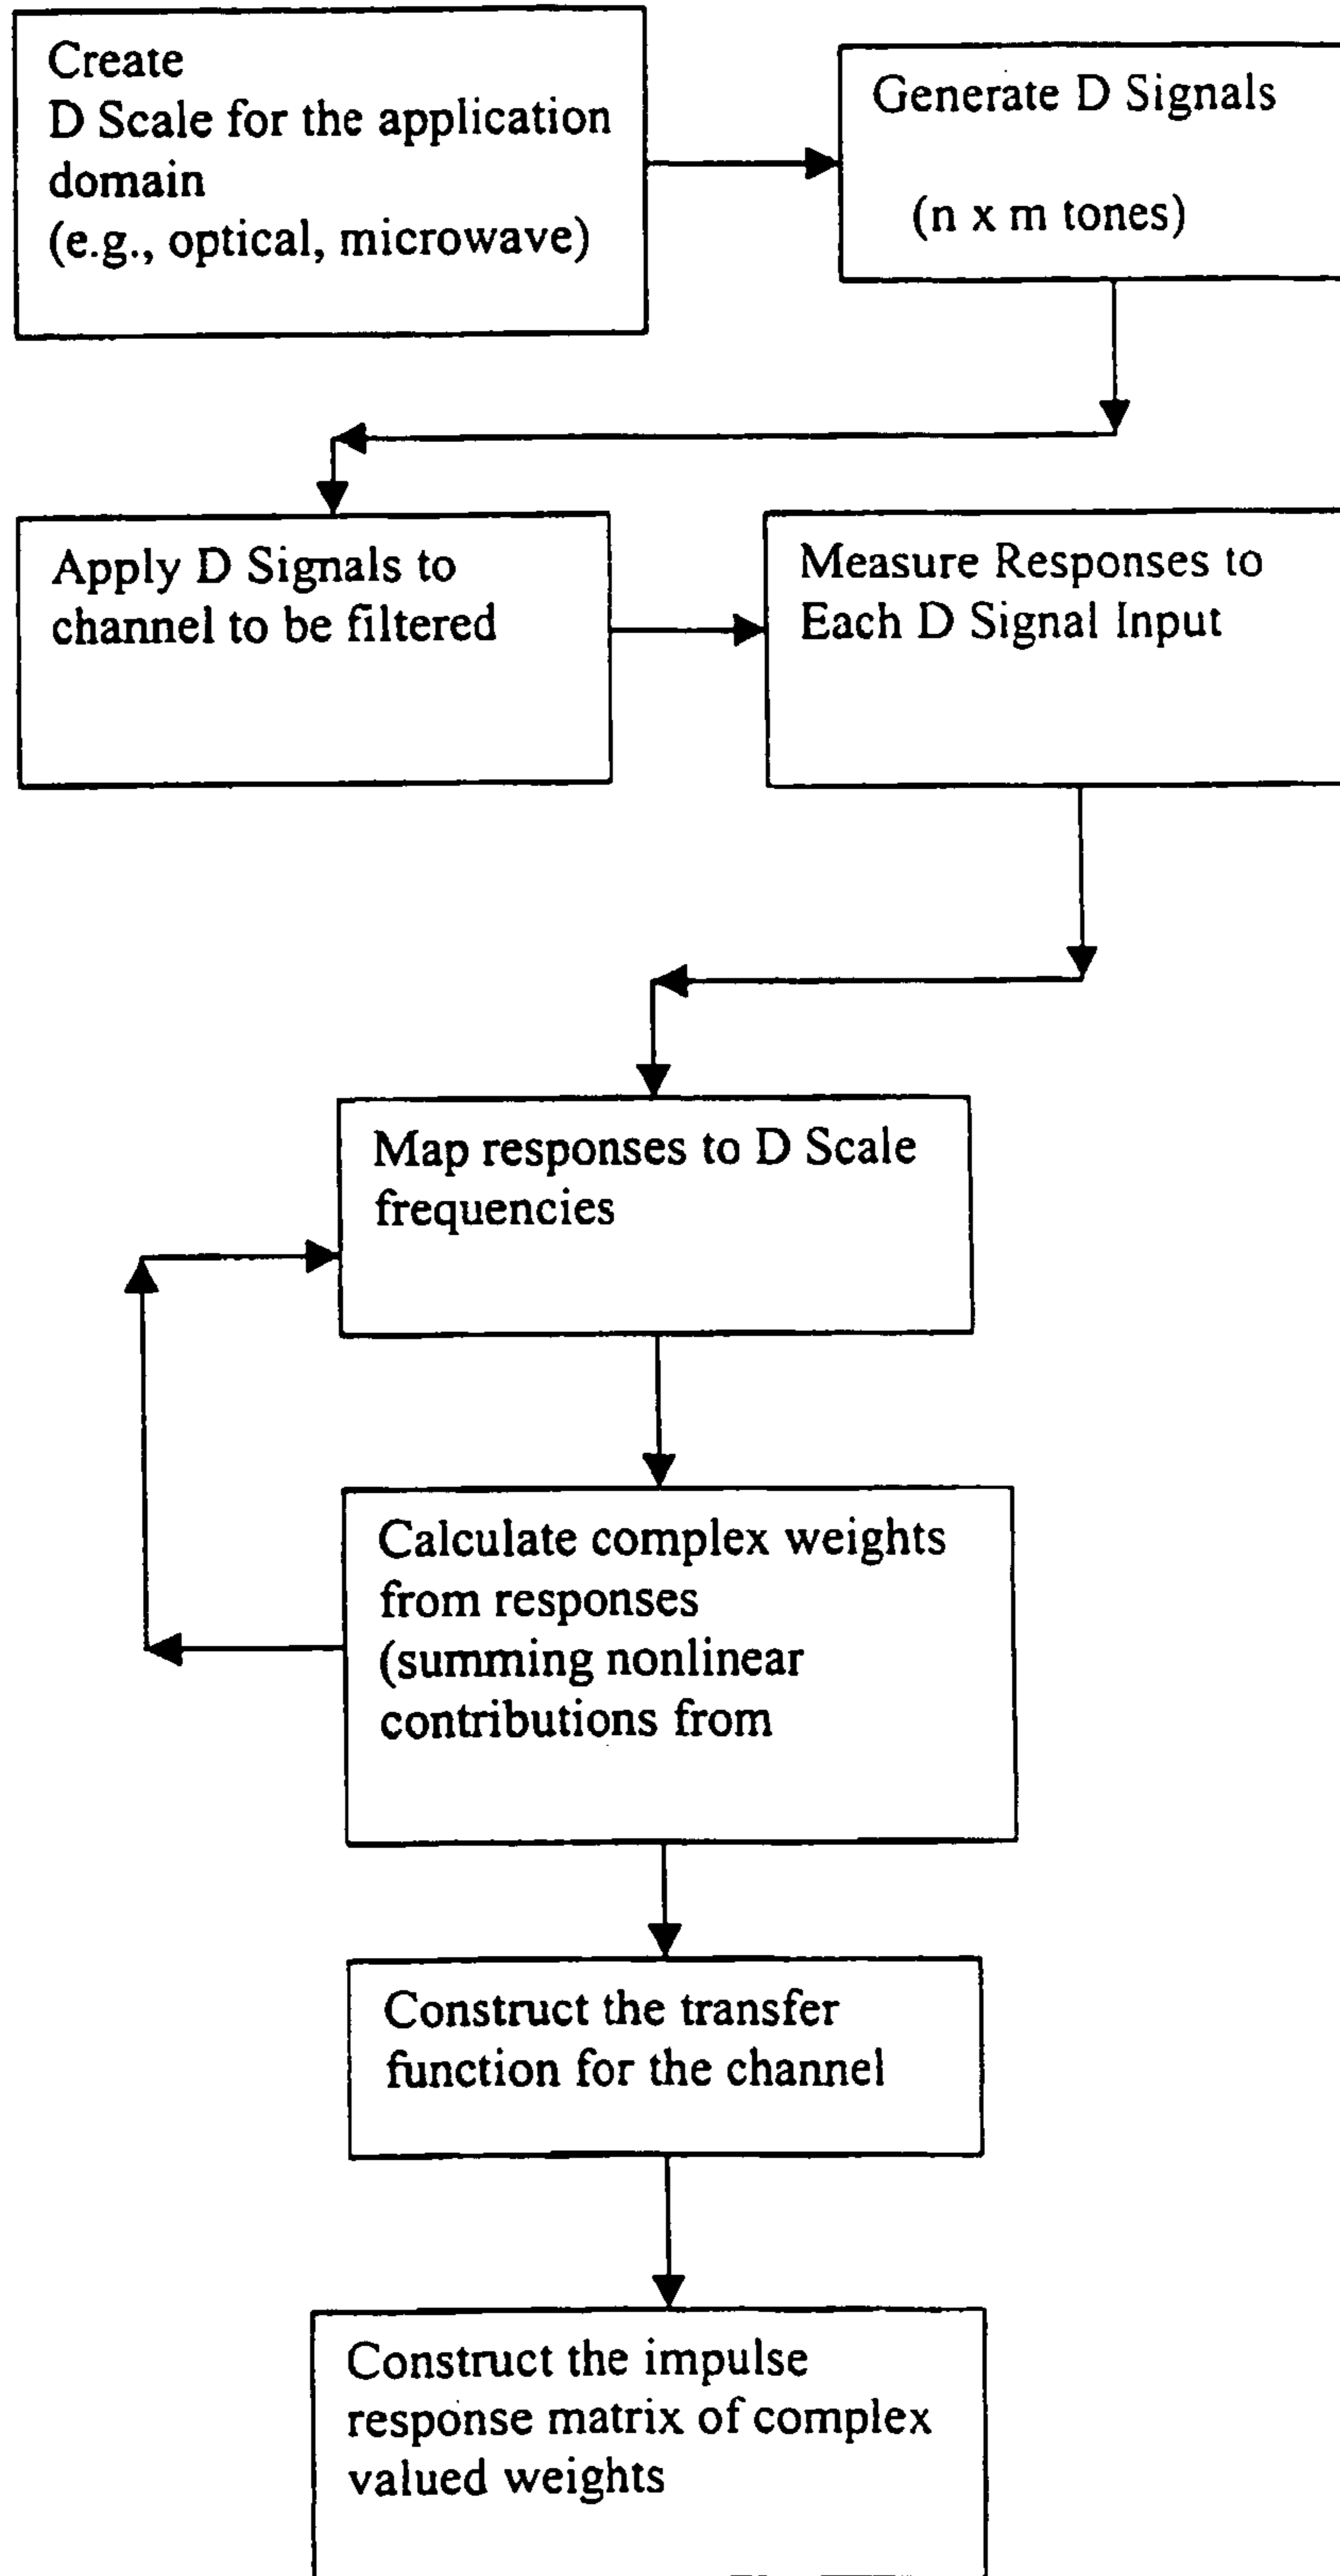 Create
D Scale for the application
domain
(e.g., optical, microwave)
Generate D Signals
(n x m tones)
Apply D Signals to
channel to be filtered
Measure Responses to
Each D Signal Input
Map responses to D Scale
frequencies
Calculate complex weights
from responses
(summing nonlinear
contributions from
Construct the transfer
function for the channel
Construct the impulse
response matrix of complex
valued weights